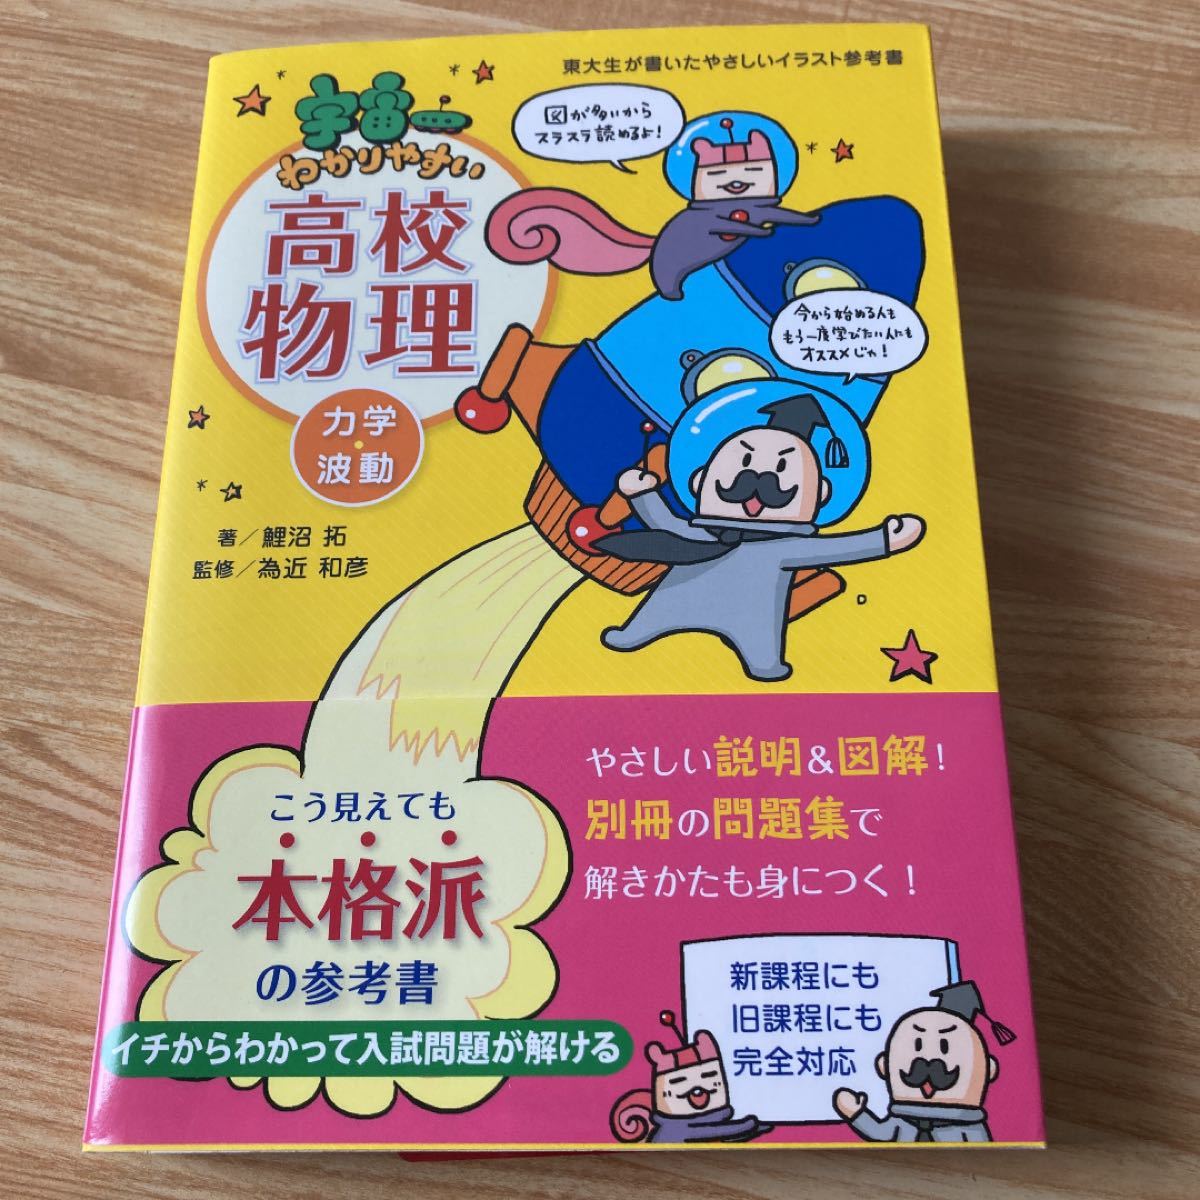 東大生が書いたやさしいイラスト参考書
宇宙一
わかりやすい
高校
物理
力学・
波動
図が多いから
スラスラ読めるよ!
今から始める人も
もう一度学びたい人にも
オススメじゃ!
著/鯉沼 拓
監修/為近 和彦
こう見えても
本格派
の参考書
イチからわかって入試問題が解ける
やさしい説明&図解!
別冊の問題集で
解きかたも身につく!
新課程にも
旧課程にも
完全対応